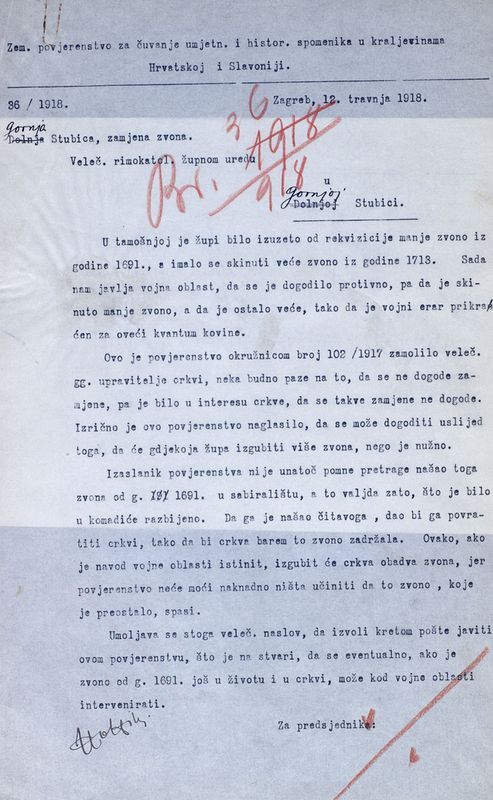 Zem. povjerenstvo za čuvanje umjetn. i histor. spomenika u kraljevinama
Hrvatskoj i Slavoniji.
36 / 1918.
Zagreb, 12. travnja 1918.
Gornja
Dolnja Stubica, zamjena zvona.
36
1918
Br. 918
Veleč. rimokatol. župnom uredu
u
Gornjoj
Dolnjoj Stubici.
U tamošnjoj je župi bilo izuzeto od rekvizicije manje zvono iz
godine 1691., a imalo se skinuti veće zvono iz godine 1713. Sada
nam javlja vojna oblast, da se je dogodilo protivno, pa da je ski-
nuto manje zvono, a da je ostalo veće, tako da je vojni erar prikra
ćen za oveći kvantum kovine.
Ovo je povjerenstvo okružnicom broj 102 /1917 zamolilo veleč.
gg. upravitelje crkvi, neka budno paze na to, da se ne dogode za-
mjene, pa je bilo u interesu crkve, da se takve zamjene ne dogode.
Izrično je ovo povjerenstvo naglasilo, da se može dogoditi uslijed
toga, da će gdjekoja župa izgubiti više zvona, nego je nužno.
Izaslanik povjerenstva nije unatoč pomne pretrage našao toga
zvona od g. 1691. u sabiralištu, a to valjda zato, što je bilo
u komadiće razbijeno. Da ga je našao čitavoga , dao bi ga povra-
titi crkvi, tako da bi crkva barem to zvono zadržala. Ovako, ako
je navod vojne oblasti istinit, izgubit će crkva obadva zvona, jer
povjerenstvo neće moći naknadno ništa učiniti da to zvono , koje
je preostalo, spasi.
Umoljava se stoga veleč. naslov, da izvoli kretom pošte javiti
ovom povjerenstvu, što je na stvari, da se eventualno, ako je
zvono od g. 1691. još u životu i u crkvi, može kod vojne oblasti
intervenirati.
Za predsjednika: